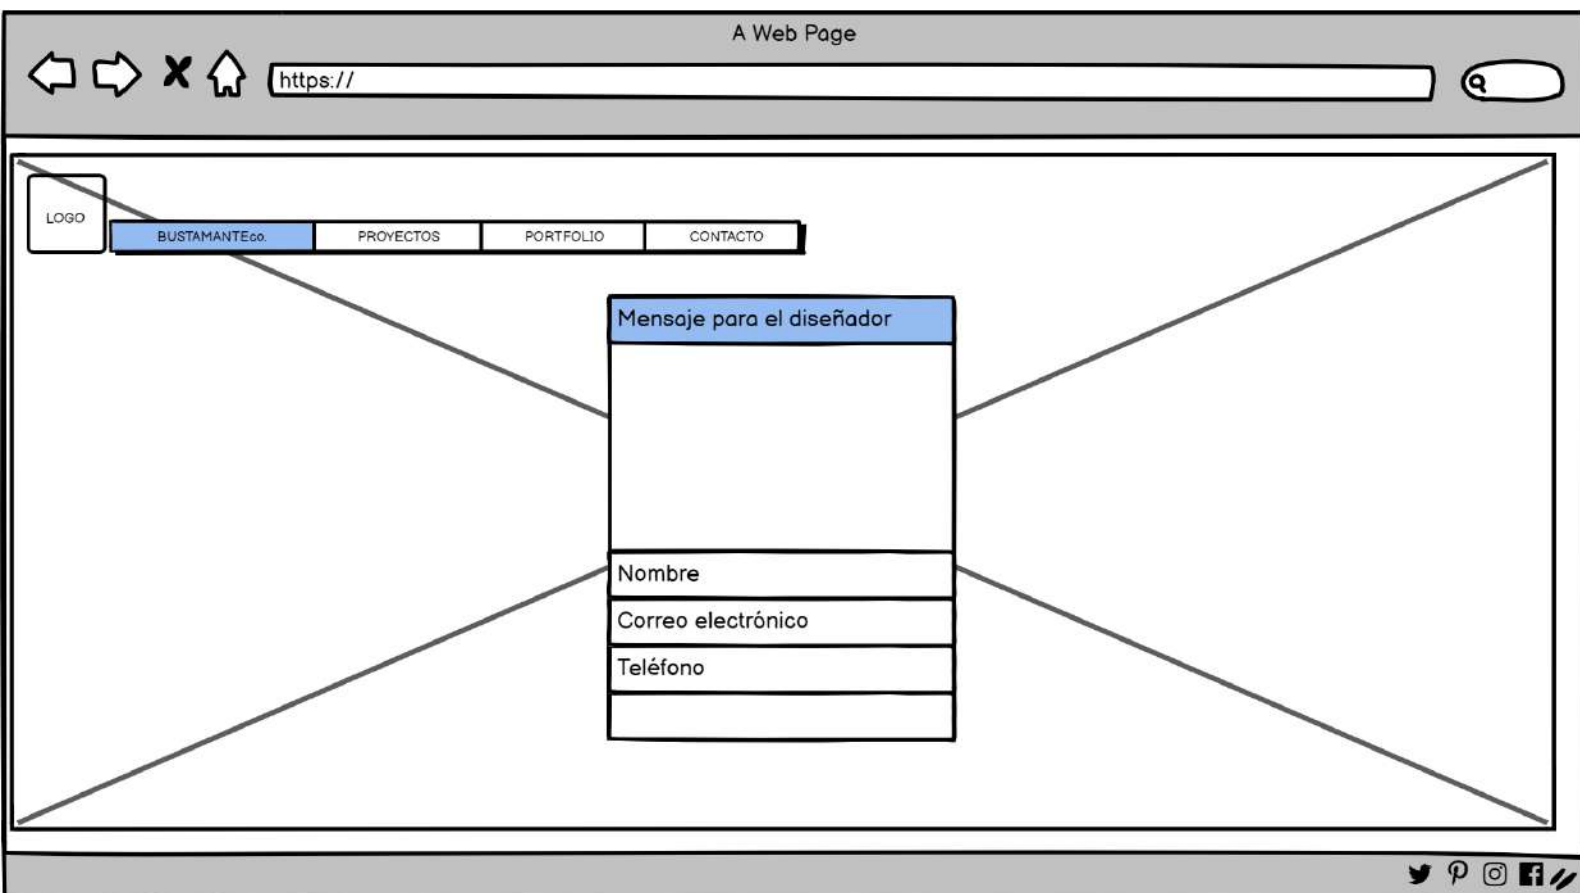 A Web Page
https://
LOGO
BUSTAMANTEco. PROYECTOS PORTFOLIO CONTACTO
Mensaje para el diseñador
Nombre
Correo electrónico
Teléfono